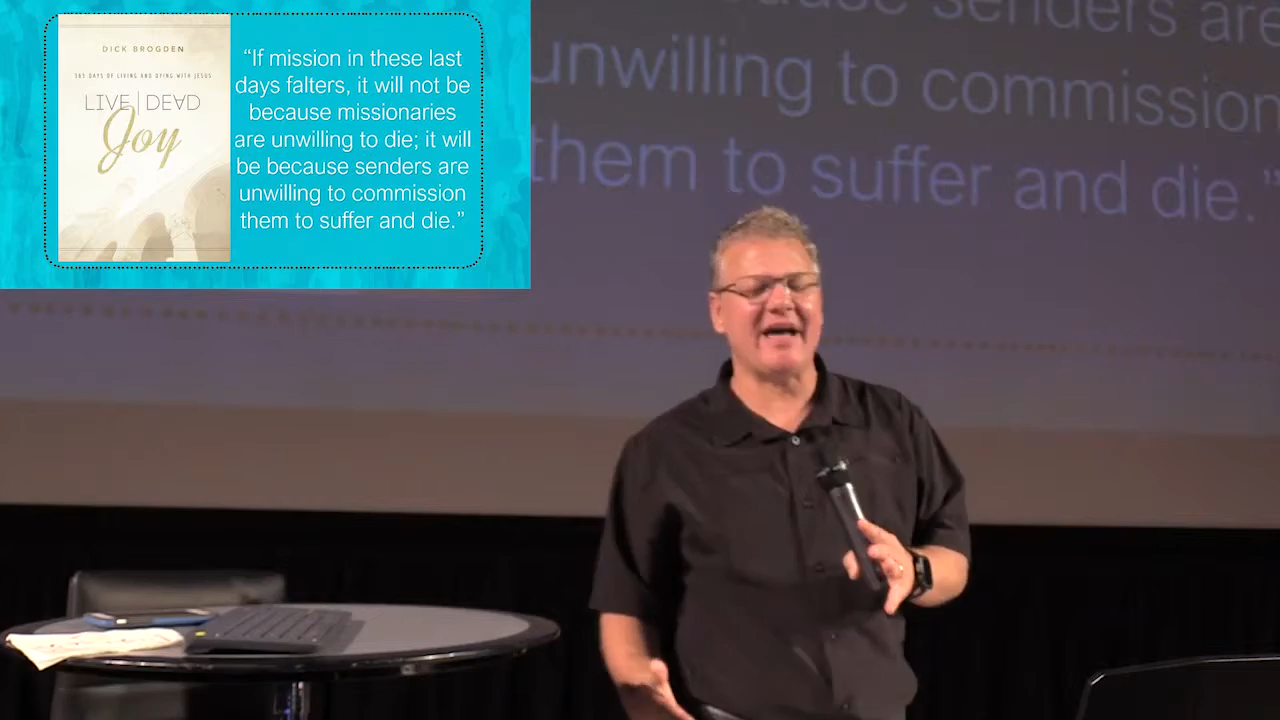 DICK BROGDEN
365 DAYS OF LIVING AND DYING WITH JESUS
LIVE|DEAD
Joy
“If mission in these last
days falters, it will not be
because missionaries
are unwilling to die; it will
be because senders are
unwilling to commission
them to suffer and die.”
senders are
unwilling to commission
them to suffer and die.”